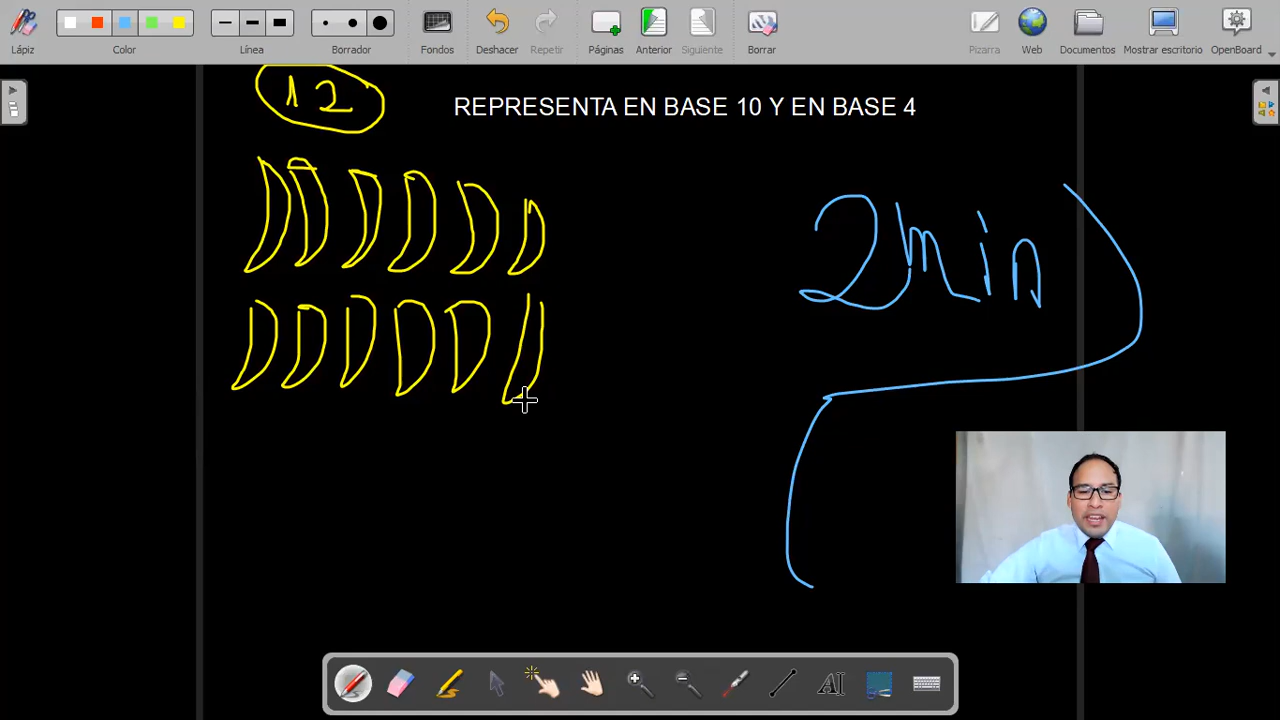 Lápiz Color Línea Borrador Fondos Deshacer Repetir Páginas Anterior Siguiente Borrar Pizarra Web Documentos Mostrar escritorio OpenBoard
12
REPRESENTA EN BASE 10 Y EN BASE 4
2 min
AI